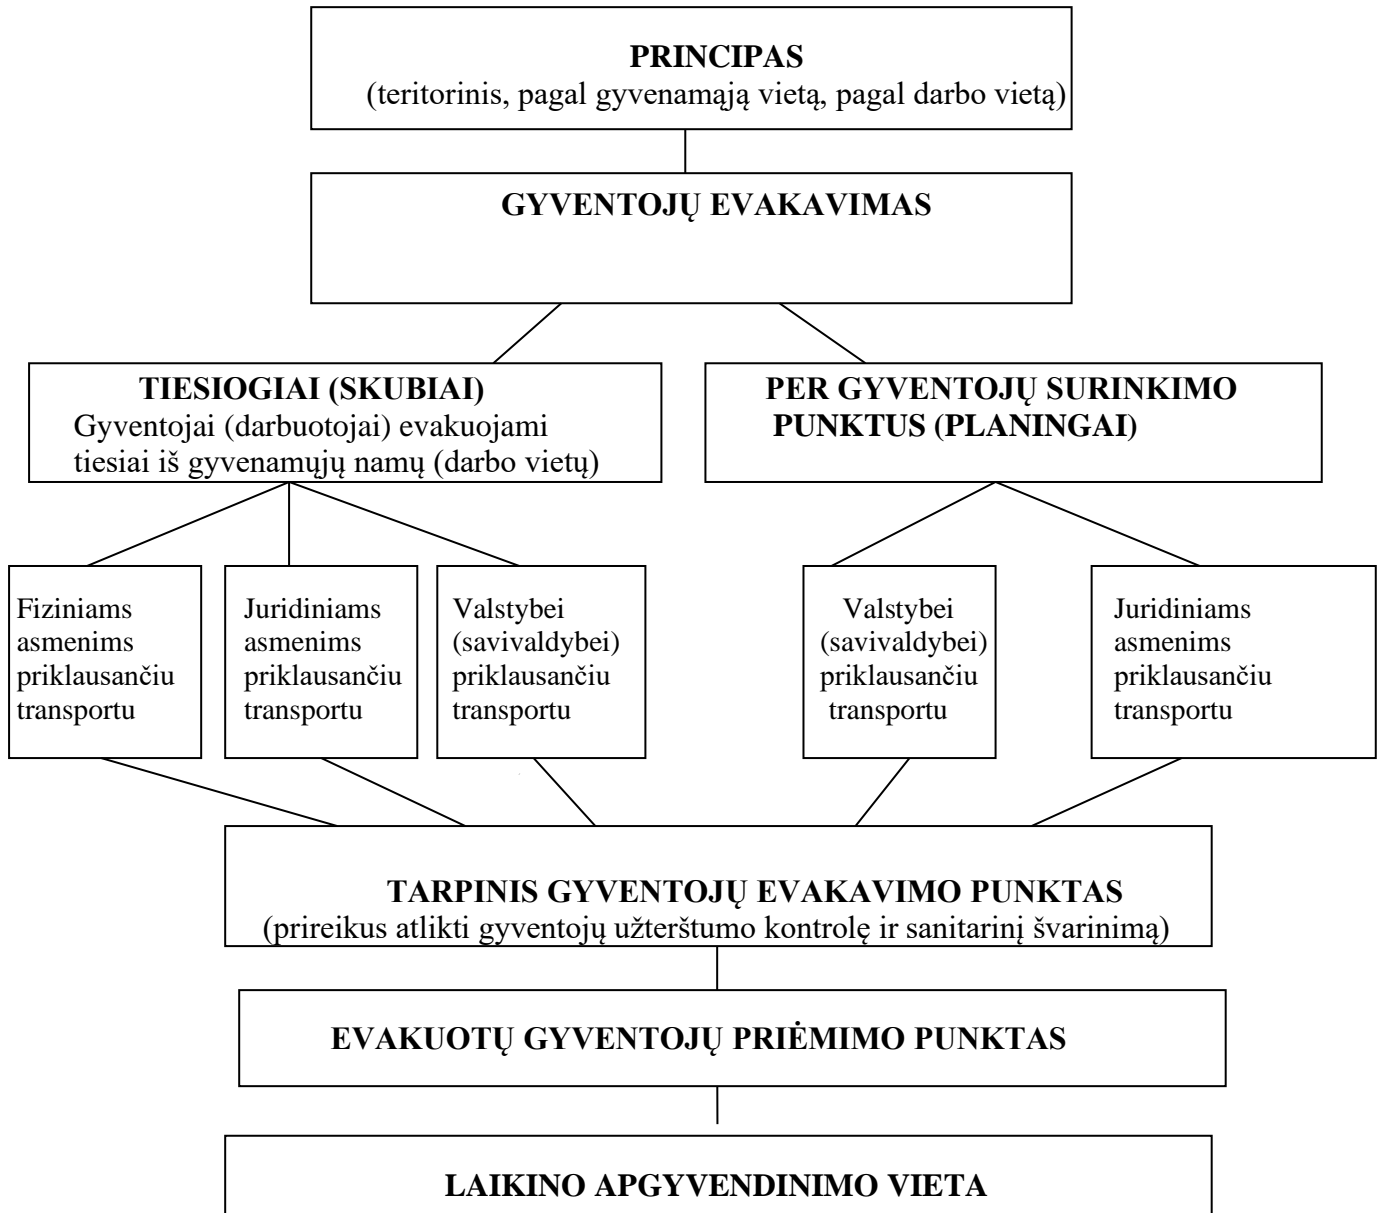 PRINCIPAS
(teritorinis, pagal gyvenamąją vietą, pagal darbo vietą)
GYVENTOJŲ EVAKAVIMAS
TIESIOGIAI (SKUBIAI)
Gyventojai (darbuotojai) evakuojami
tiesiai iš gyvenamųjų namų (darbo vietų)
PER GYVENTOJŲ SURINKIMO
PUNKTUS (PLANINGAI)
Fiziniams
asmenims
priklausančiu
transportu
Juridiniams
asmenims
priklausančiu
transportu
Valstybei
(savivaldybei)
priklausančiu
transportu
Valstybei
(savivaldybei)
priklausančiu
transportu
Juridiniams
asmenims
priklausančiu
transportu
TARPINIS GYVENTOJŲ EVAKAVIMO PUNKTAS
(prireikus atlikti gyventojų užterštumo kontrolę ir sanitarinį švarinimą)
EVAKUOTŲ GYVENTOJŲ PRIĖMIMO PUNKTAS
LAIKINO APGYVENDINIMO VIETA